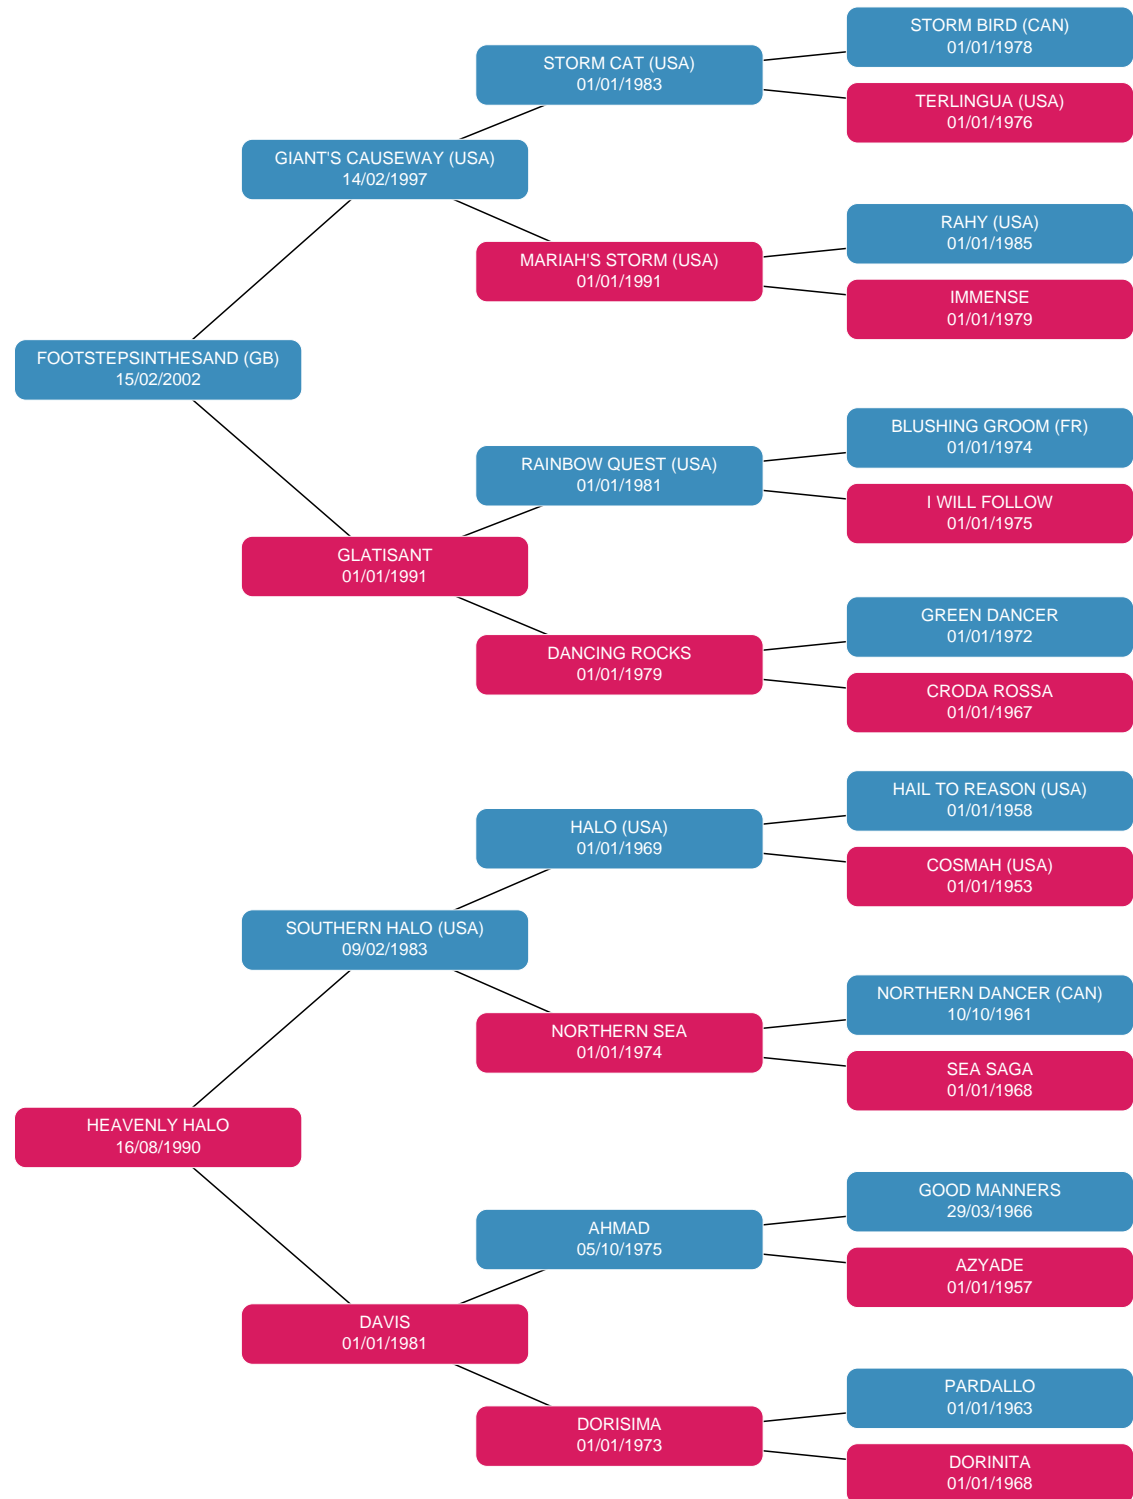 STORM BIRD (CAN)
01/01/1978
STORM CAT (USA)
01/01/1983
TERLINGUA (USA)
01/01/1976
GIANT'S CAUSEWAY (USA)
14/02/1997
RAHY (USA)
01/01/1985
MARIAH'S STORM (USA)
01/01/1991
IMMENSE
01/01/1979
FOOTSTEPSINTHESAND (GB)
15/02/2002
BLUSHING GROOM (FR)
01/01/1974
RAINBOW QUEST (USA)
01/01/1981
I WILL FOLLOW
01/01/1975
GLATISANT
01/01/1991
GREEN DANCER
01/01/1972
DANCING ROCKS
01/01/1979
CRODA ROSSA
01/01/1967
HAIL TO REASON (USA)
01/01/1958
HALO (USA)
01/01/1969
COSMAH (USA)
01/01/1953
SOUTHERN HALO (USA)
09/02/1983
NORTHERN DANCER (CAN)
10/10/1961
NORTHERN SEA
01/01/1974
SEA SAGA
01/01/1968
HEAVENLY HALO
16/08/1990
GOOD MANNERS
29/03/1966
AHMAD
05/10/1975
AZYADE
01/01/1957
DAVIS
01/01/1981
PARDALLO
01/01/1963
DORISIMA
01/01/1973
DORINITA
01/01/1968